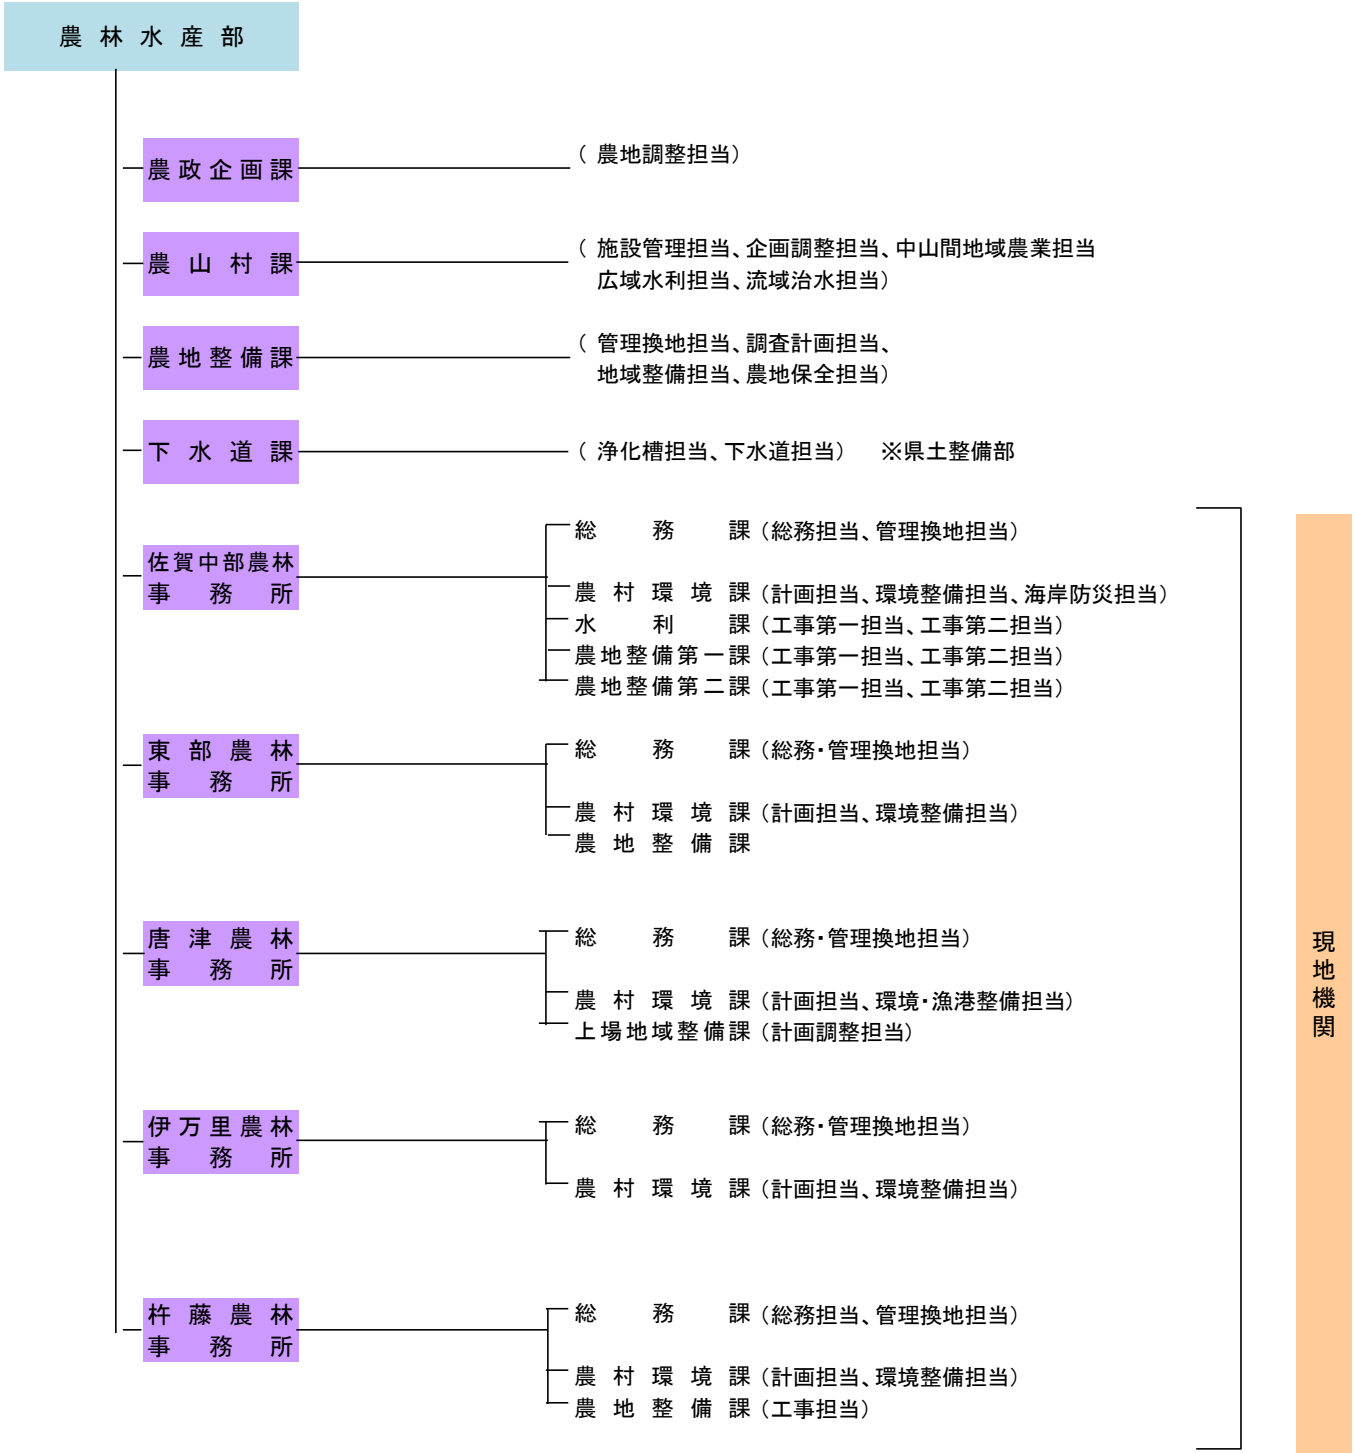 農林水産部
農政企画課
（農地調整担当）
農山村課
（施設管理担当、企画調整担当、中山間地域農業担当
広域水利担当、流域治水担当）
農地整備課
（管理換地担当、調査計画担当、
地域整備担当、農地保全担当）
下水道課
（浄化槽担当、下水道担当）　※県土整備部
佐賀中部農林
事務所
総務課（総務担当、管理換地担当）
農村環境課（計画担当、環境整備担当、海岸防災担当）
水利課（工事第一担当、工事第二担当）
農地整備第一課（工事第一担当、工事第二担当）
農地整備第二課（工事第一担当、工事第二担当）
東部農林
事務所
総務課（総務・管理換地担当）
農村環境課（計画担当、環境整備担当）
農地整備課
唐津農林
事務所
総務課（総務・管理換地担当）
農村環境課（計画担当、環境・漁港整備担当）
上場地域整備課（計画調整担当）
伊万里農林
事務所
総務課（総務・管理換地担当）
農村環境課（計画担当、環境整備担当）
杵藤農林
事務所
総務課（総務担当、管理換地担当）
農村環境課（計画担当、環境整備担当）
農地整備課（工事担当）
現地機関